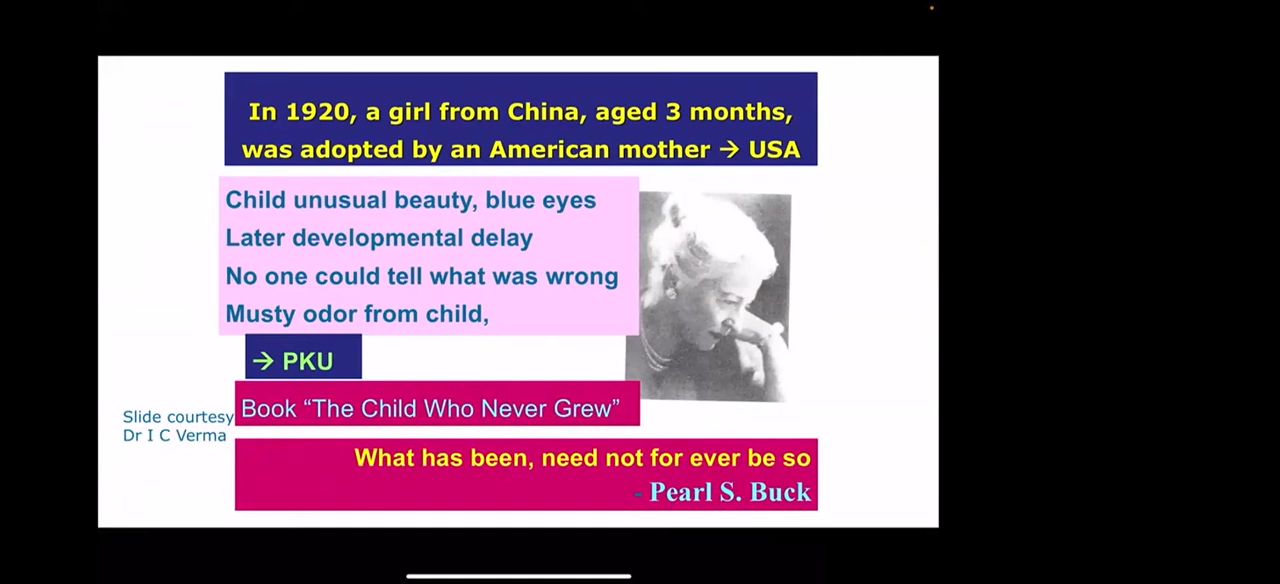 In 1920, a girl from China, aged 3 months,
was adopted by an American mother → USA
Child unusual beauty, blue eyes
Later developmental delay
No one could tell what was wrong
Musty odor from child,
→ PKU
Book “The Child Who Never Grew”
Slide courtesy
Dr I C Verma
What has been, need not for ever be so
- Pearl S. Buck